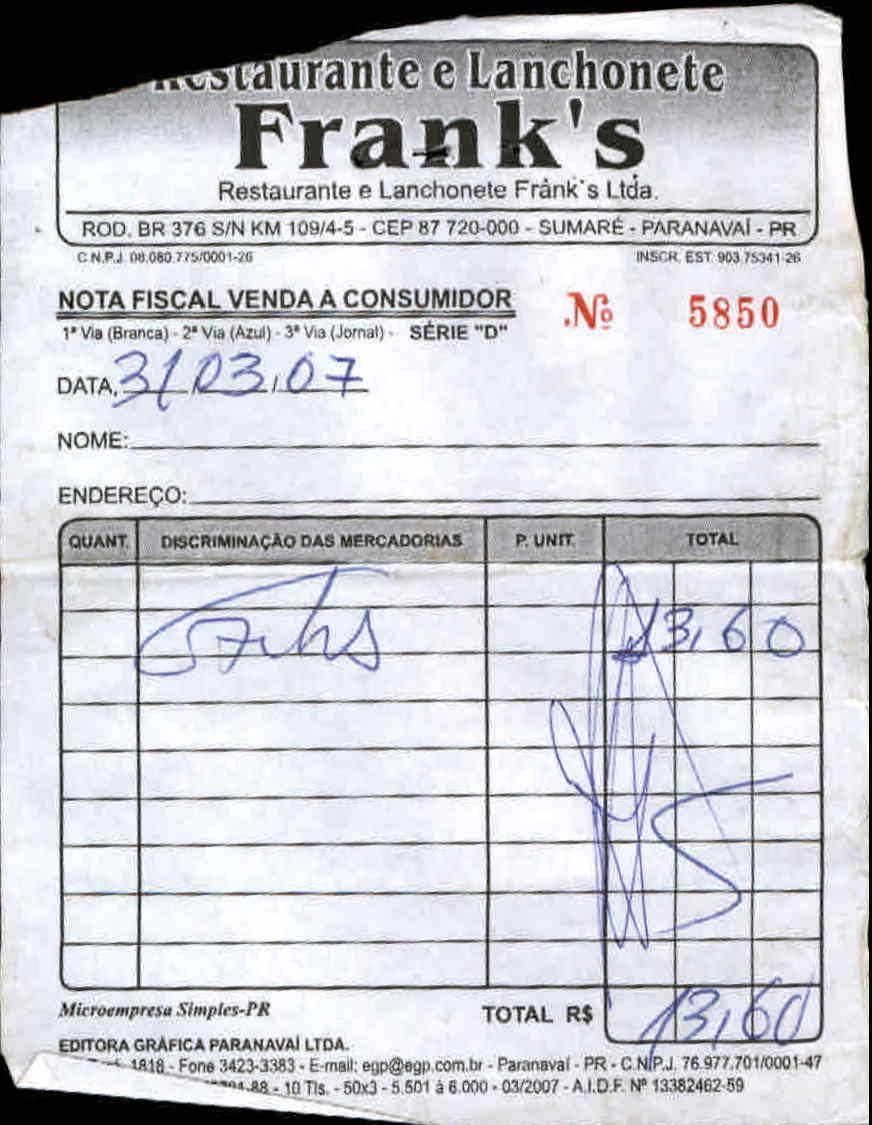 Restaurante e Lanchonete
Frank's
Restaurante e Lanchonete Frânk`s Ltda.
ROD. BR 376 S/N KM 109/4-5 - CEP 87 720-000 - SUMARÉ - PARANAVAÍ - PR
C.N.P.J. 08.080.775/0001-26 INSCR. EST. 903.75341-26
NOTA FISCAL VENDA A CONSUMIDOR Nº 5850
1ª Via (Branca) - 2ª Via (Azul) - 3ª Via (Jornal) - SÉRIE "D"
DATA, 31/03/07
NOME:
ENDEREÇO:
QUANT. DISCRIMINAÇÃO DAS MERCADORIAS P. UNIT. TOTAL
13,60
Microempresa Simples-PR TOTAL R$ 13,60
EDITORA GRÁFICA PARANAVAÍ LTDA.
1818 - Fone 3423-3383 - E-mail: egp@egp.com.br - Paranavaí - PR - C.N.P.J. 76.977.701/0001-47
-88 - 10 Tls. - 50x3 - 5.501 à 6.000 - 03/2007 - A.I.D.F. Nº 13382462-59